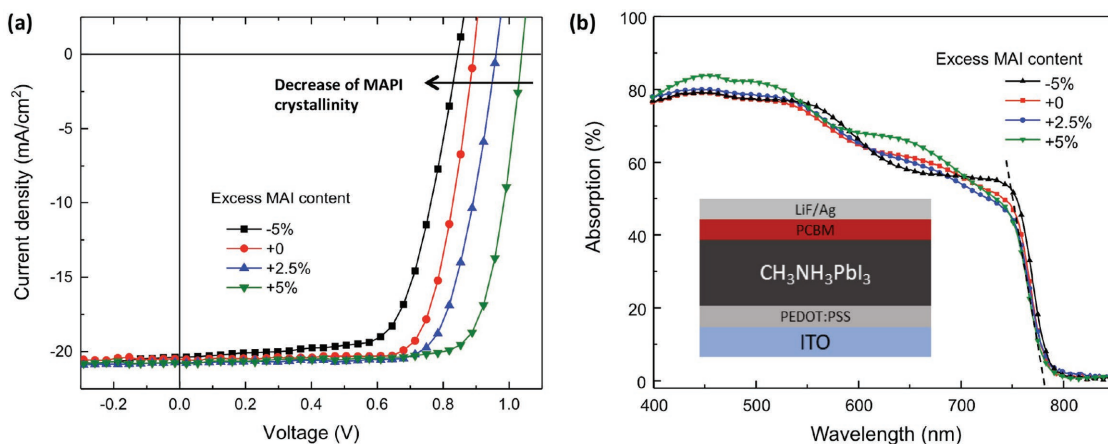 (a)
0
-5
-10
-15
-20
Current density (mA/cm²)
-0.2
0.0
0.2
0.4
0.6
0.8
1.0
Voltage (V)
Decrease of MAPI
crystallinity
Excess MAI content
-5%
+0
+2.5%
+5%
(b)
100
80
60
40
20
0
Absorption (%)
400
500
600
700
800
Wavelength (nm)
Excess MAI content
-5%
+0
+2.5%
+5%
LiF/Ag
PCBM
CH₃NH₃PbI₃
PEDOT:PSS
ITO